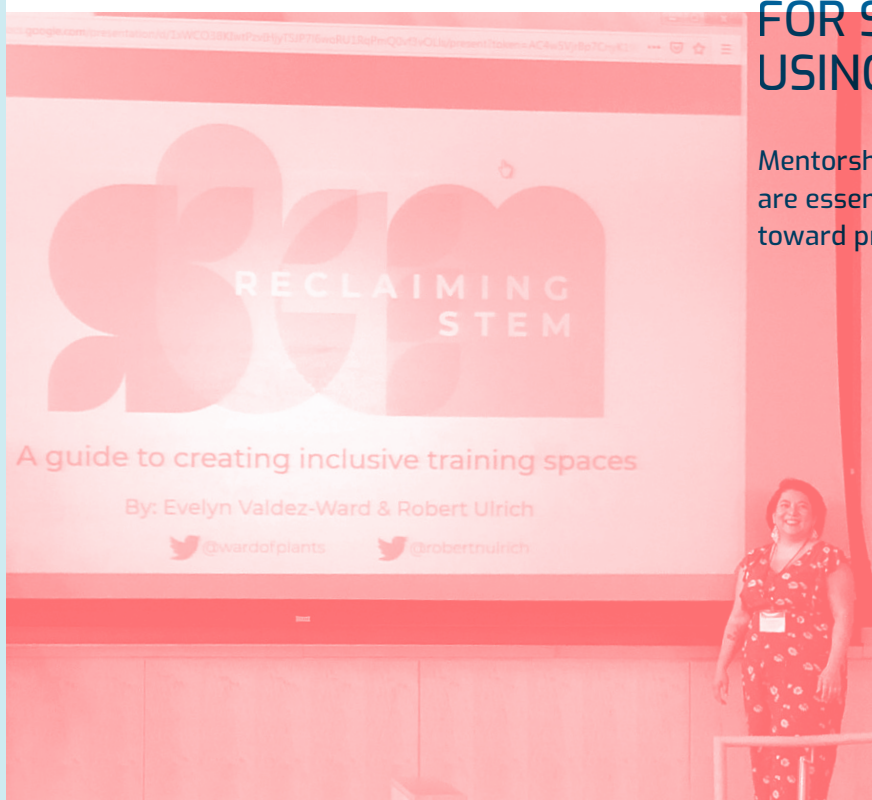 FOR S
USING
Mentorsh
are essen
toward pr
RECLAIMING
STEM
A guide to creating inclusive training spaces
By: Evelyn Valdez-Ward & Robert Ulrich
@wardofplants @robertnulrich